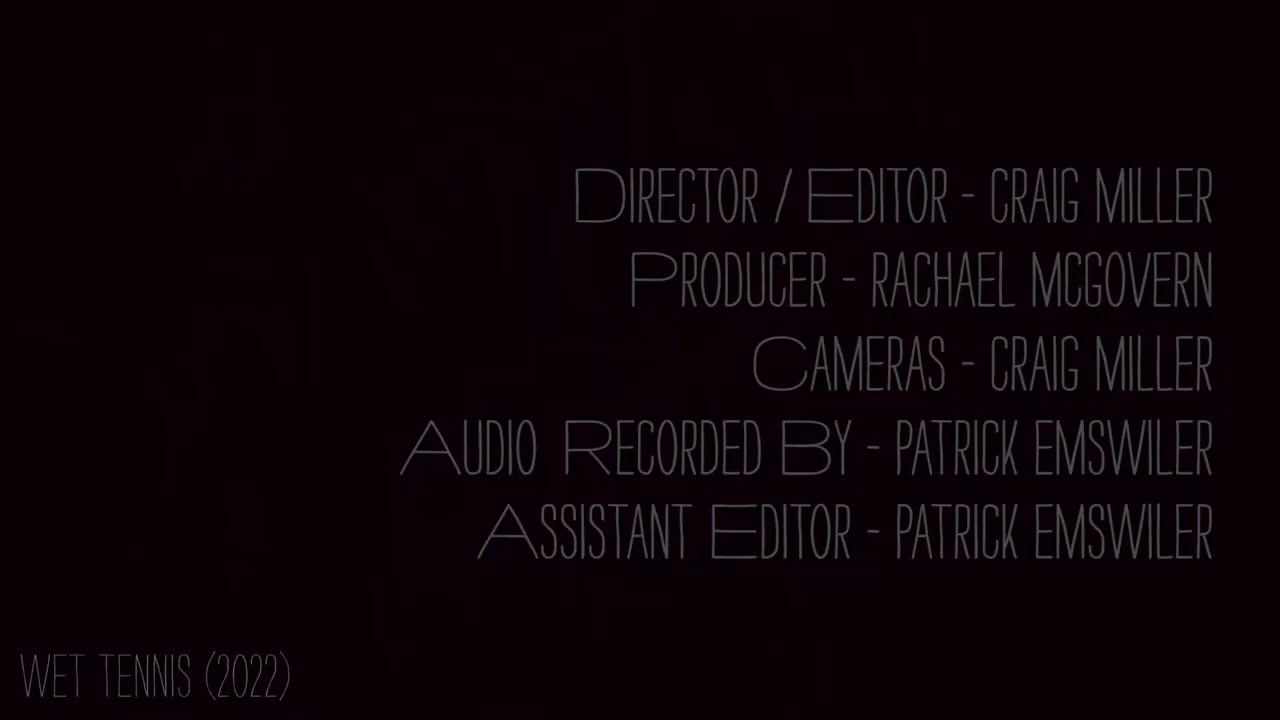 DIRECTOR / EDITOR - CRAIG MILLER
PRODUCER - RACHAEL MCGOVERN
CAMERAS - CRAIG MILLER
AUDIO RECORDED BY - PATRICK EMSWILER
ASSISTANT EDITOR - PATRICK EMSWILER
WET TENNIS (2022)